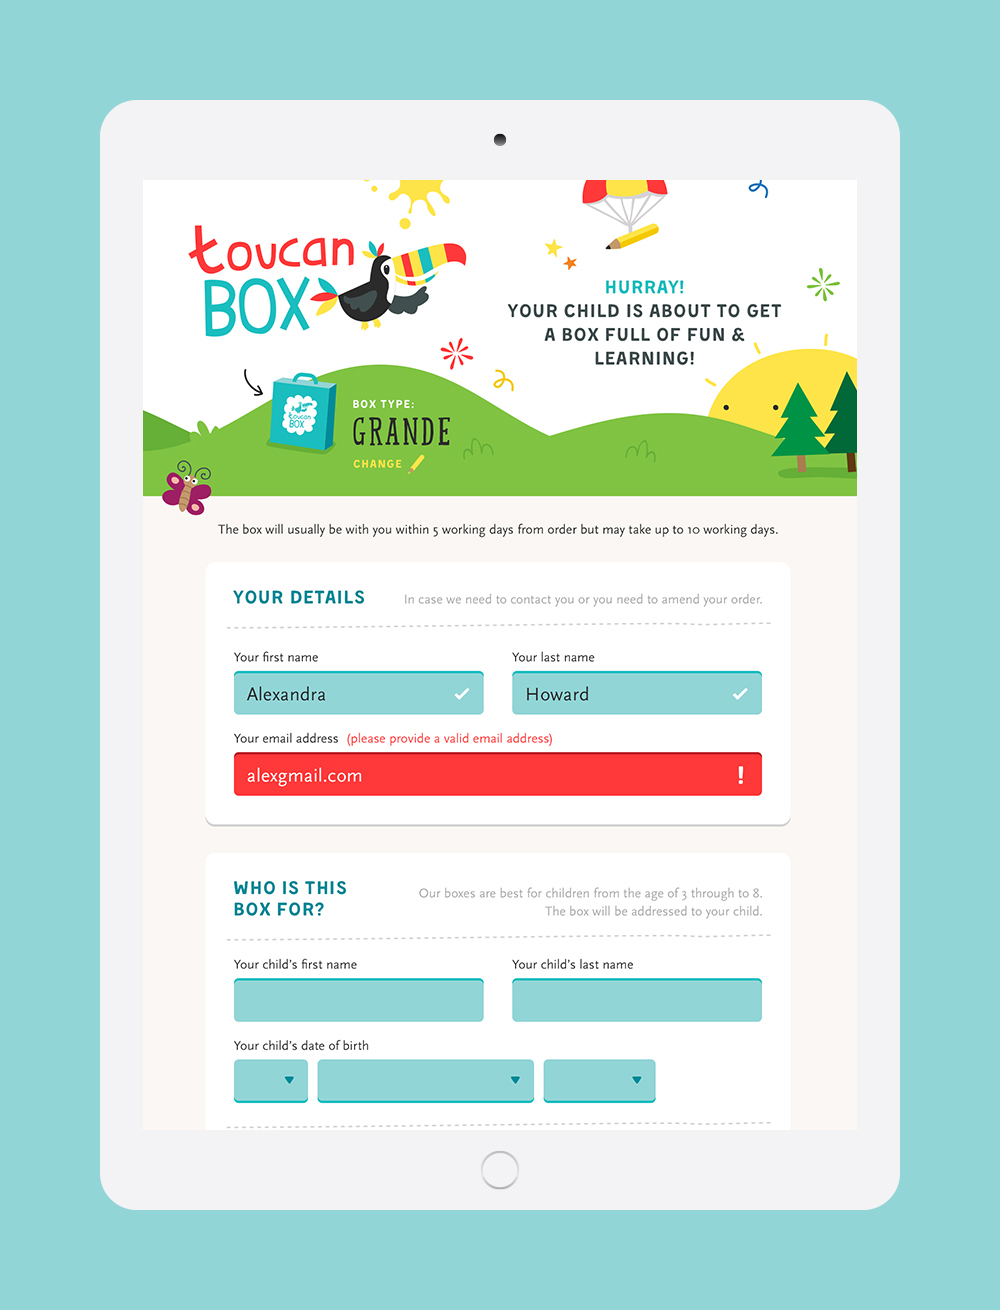 toucan
BOX
HURRAY!
YOUR CHILD IS ABOUT TO GET
A BOX FULL OF FUN &
LEARNING!
toucan
BOX
BOX TYPE:
GRANDE
CHANGE
The box will usually be with you within 5 working days from order but may take up to 10 working days.
YOUR DETAILS
In case we need to contact you or you need to amend your order.
Your first name
Your last name
Alexandra
Howard
Your email address (please provide a valid email address)
alexgmail.com !
WHO IS THIS
BOX FOR?
Our boxes are best for children from the age of 3 through to 8.
The box will be addressed to your child.
Your child's first name
Your child's last name
Your child's date of birth